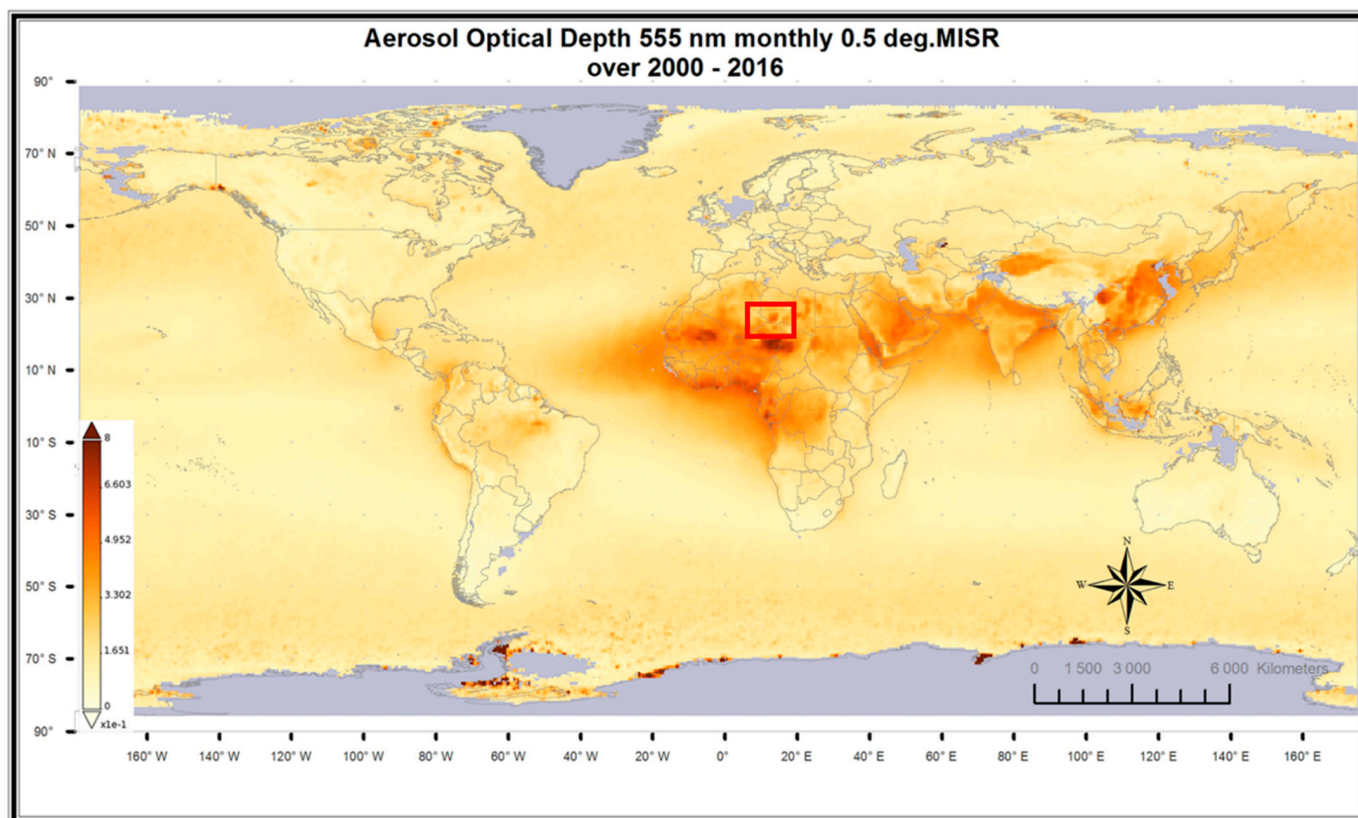 Aerosol Optical Depth 555 nm monthly 0.5 deg.MISR
over 2000 - 2016
90°
70° N
50° N
30° N
10° N
10° S
30° S
50° S
70° S
90°
8
6.603
4.952
3.302
1.651
0
x1e-1
N
W E
S
0 1 500 3 000 6 000 Kilometers
160° W 140° W 120° W 100° W 80° W 60° W 40° W 20° W 0° 20° E 40° E 60° E 80° E 100° E 120° E 140° E 160° E